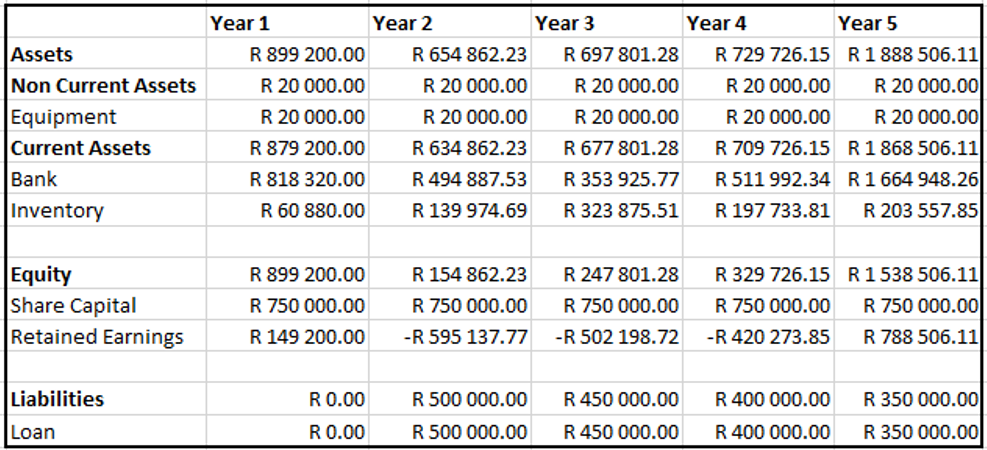 Year 1 Year 2 Year 3 Year 4 Year 5
Assets R 899 200.00 R 654 862.23 R 697 801.28 R 729 726.15 R 1 888 506.11
Non Current Assets R 20 000.00 R 20 000.00 R 20 000.00 R 20 000.00 R 20 000.00
Equipment R 20 000.00 R 20 000.00 R 20 000.00 R 20 000.00 R 20 000.00
Current Assets R 879 200.00 R 634 862.23 R 677 801.28 R 709 726.15 R 1 868 506.11
Bank R 818 320.00 R 494 887.53 R 353 925.77 R 511 992.34 R 1 664 948.26
Inventory R 60 880.00 R 139 974.69 R 323 875.51 R 197 733.81 R 203 557.85
Equity R 899 200.00 R 154 862.23 R 247 801.28 R 329 726.15 R 1 538 506.11
Share Capital R 750 000.00 R 750 000.00 R 750 000.00 R 750 000.00 R 750 000.00
Retained Earnings R 149 200.00 -R 595 137.77 -R 502 198.72 -R 420 273.85 R 788 506.11
Liabilities R 0.00 R 500 000.00 R 450 000.00 R 400 000.00 R 350 000.00
Loan R 0.00 R 500 000.00 R 450 000.00 R 400 000.00 R 350 000.00